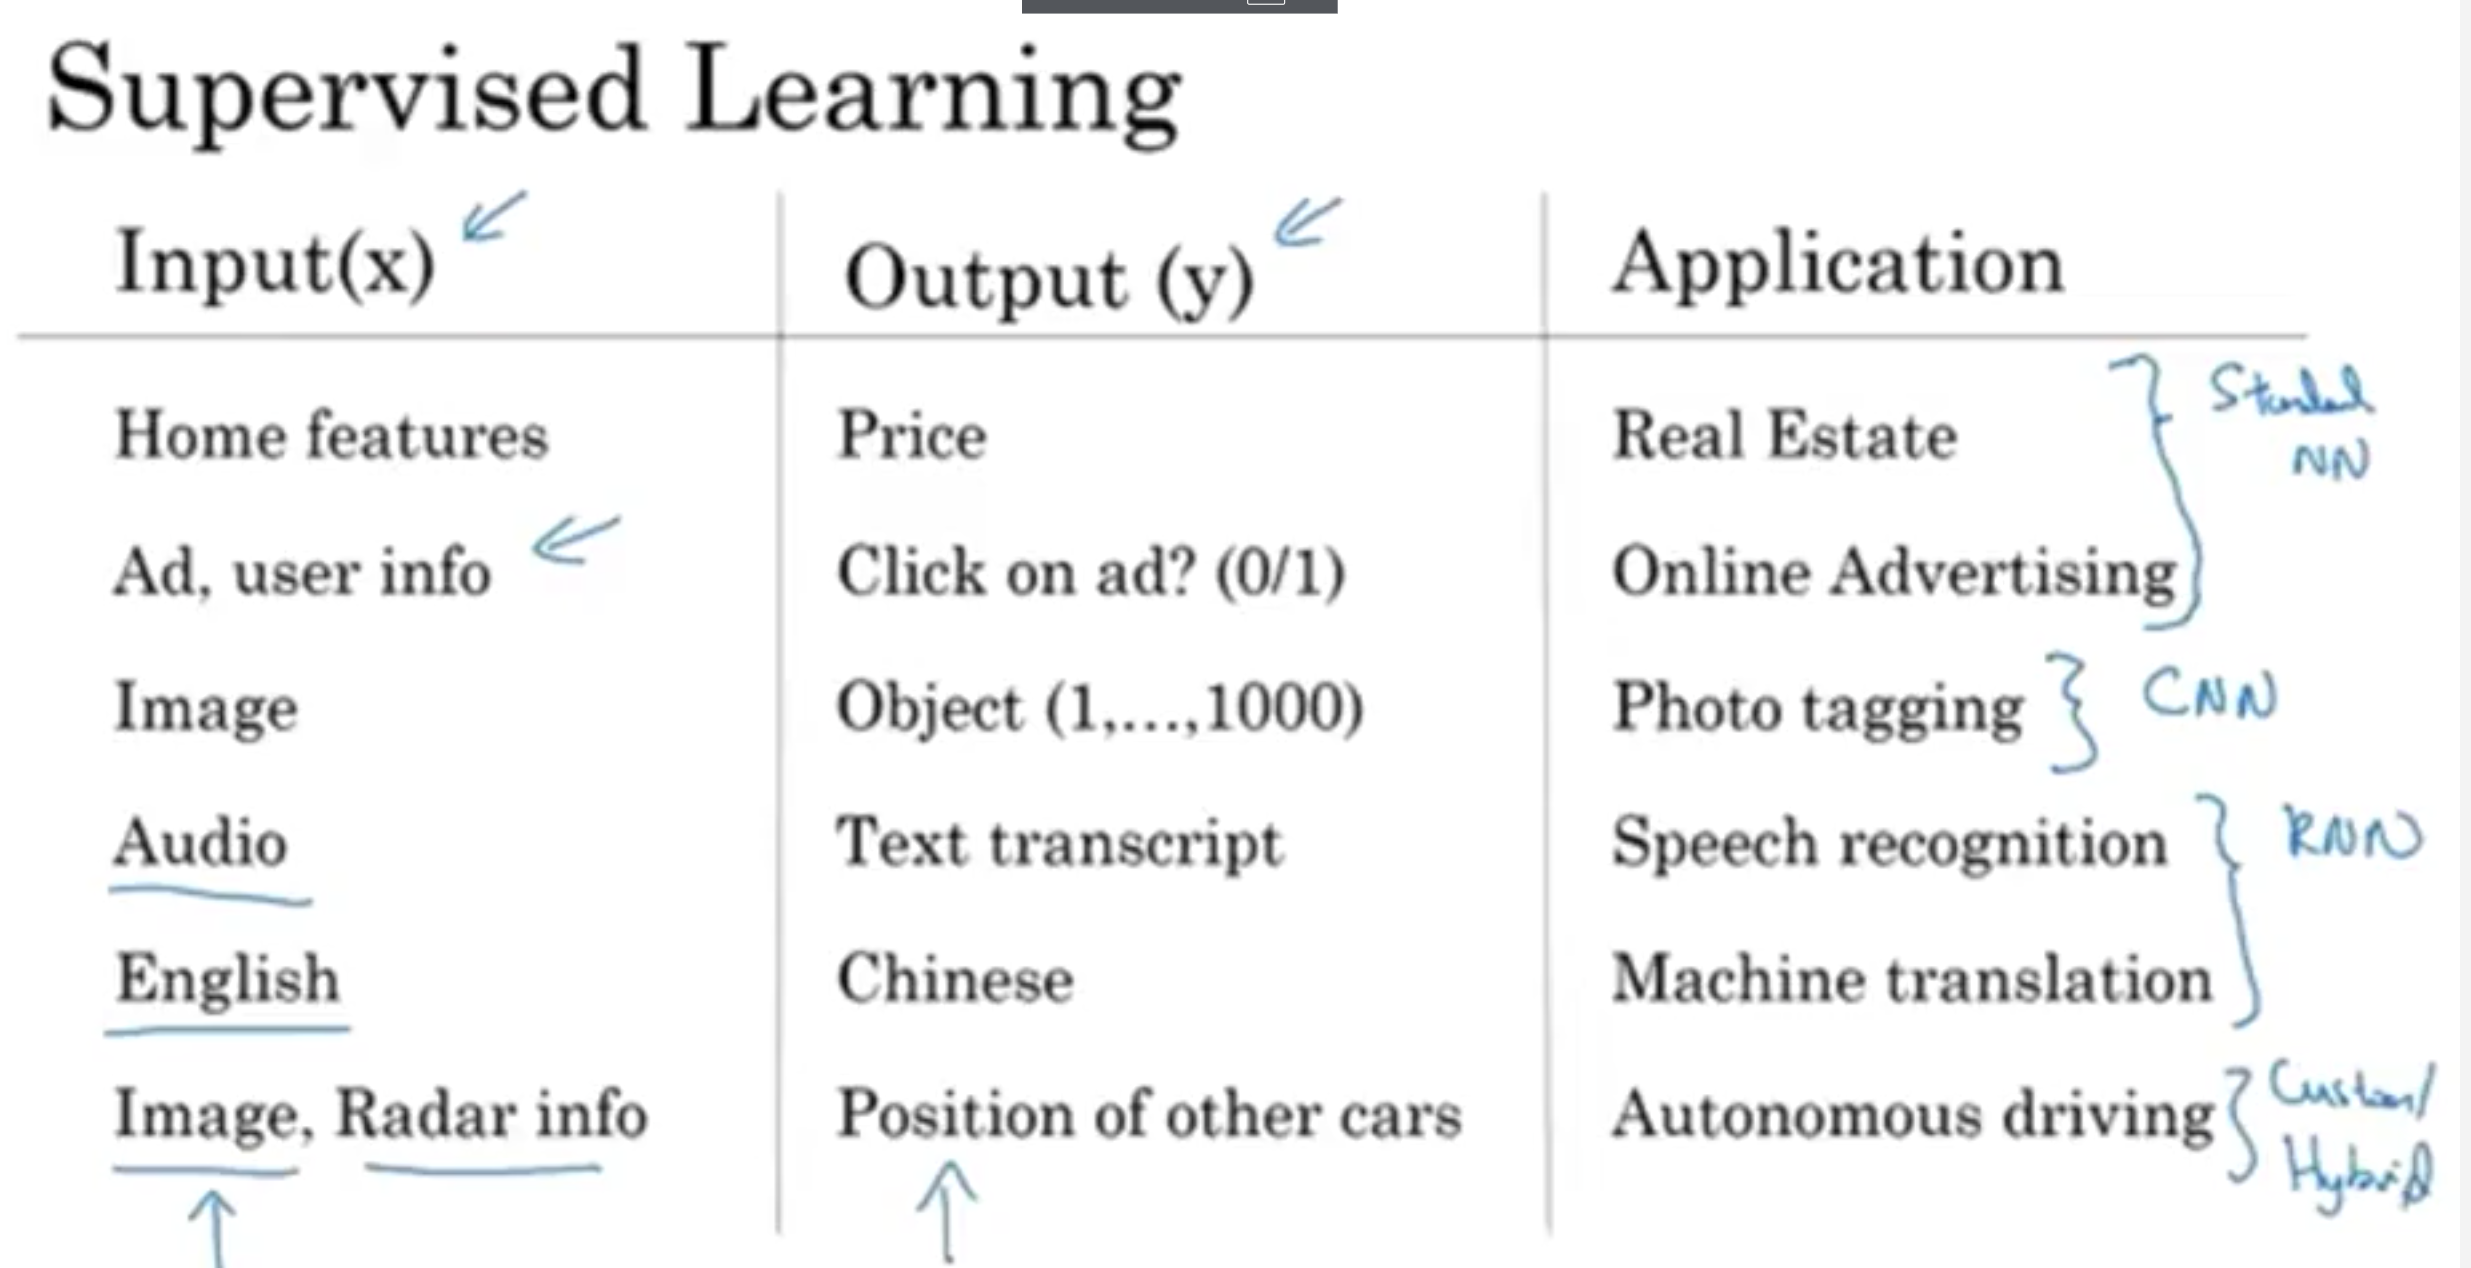 Supervised Learning
Input(x) Output (y) Application
Home features Price Real Estate Standard
NN
Ad, user info Click on ad? (0/1) Online Advertising
Image Object (1,...,1000) Photo tagging CNN
Audio Text transcript Speech recognition RNN
English Chinese Machine translation
Image, Radar info Position of other cars Autonomous driving Custom/
Hybrid